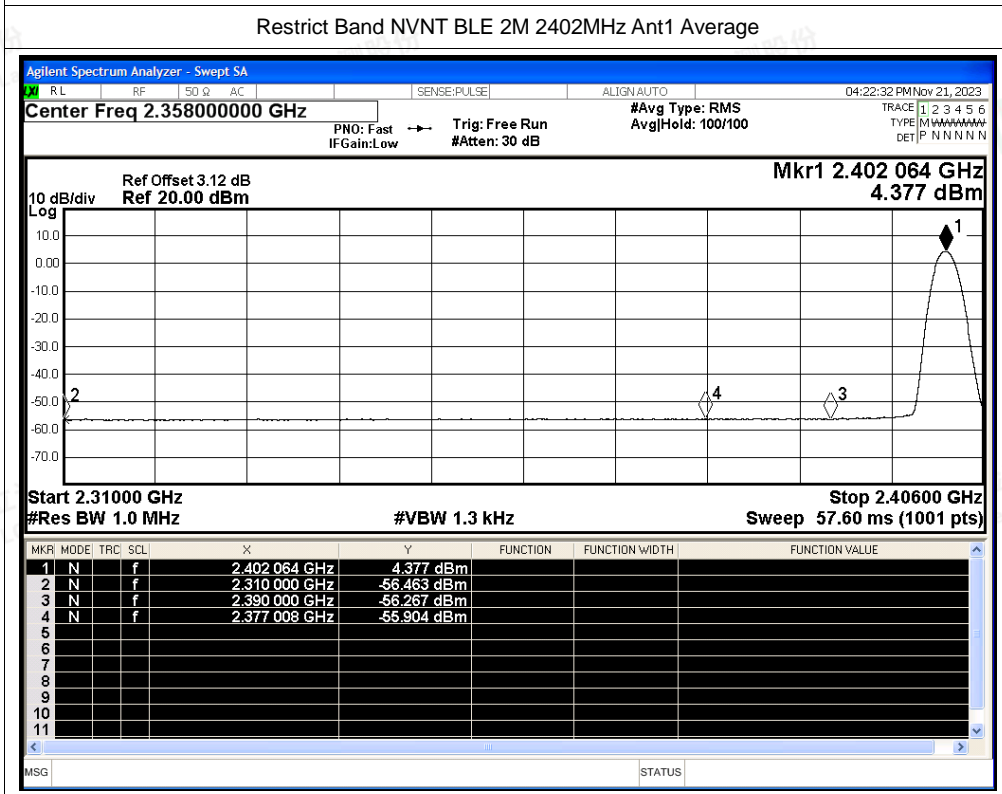 Restrict Band NVNT BLE 2M 2402MHz Ant1 Average
Agilent Spectrum Analyzer - Swept SA
LXI RL RF 50 Ω AC SENSE:PULSE ALIGN AUTO 04:22:32 PM Nov 21, 2023
Center Freq 2.358000000 GHz #Avg Type: RMS TRACE 1 2 3 4 5 6
PNO: Fast Trig: Free Run Avg|Hold: 100/100 TYPE M
IFGain:Low #Atten: 30 dB DET P N N N N N
Mkr1 2.402 064 GHz
Ref Offset 3.12 dB
10 dB/div Ref 20.00 dBm 4.377 dBm
Log
10.0
0.00
-10.0
-20.0
-30.0
-40.0
-50.0
-60.0
-70.0
1
2
4
3
Start 2.31000 GHz Stop 2.40600 GHz
#Res BW 1.0 MHz #VBW 1.3 kHz Sweep 57.60 ms (1001 pts)
MKR MODE TRC SCL X Y FUNCTION FUNCTION WIDTH FUNCTION VALUE
1 N f 2.402 064 GHz 4.377 dBm
2 N f 2.310 000 GHz -56.463 dBm
3 N f 2.390 000 GHz -56.267 dBm
4 N f 2.377 008 GHz -55.904 dBm
5
6
7
8
9
10
11
MSG STATUS